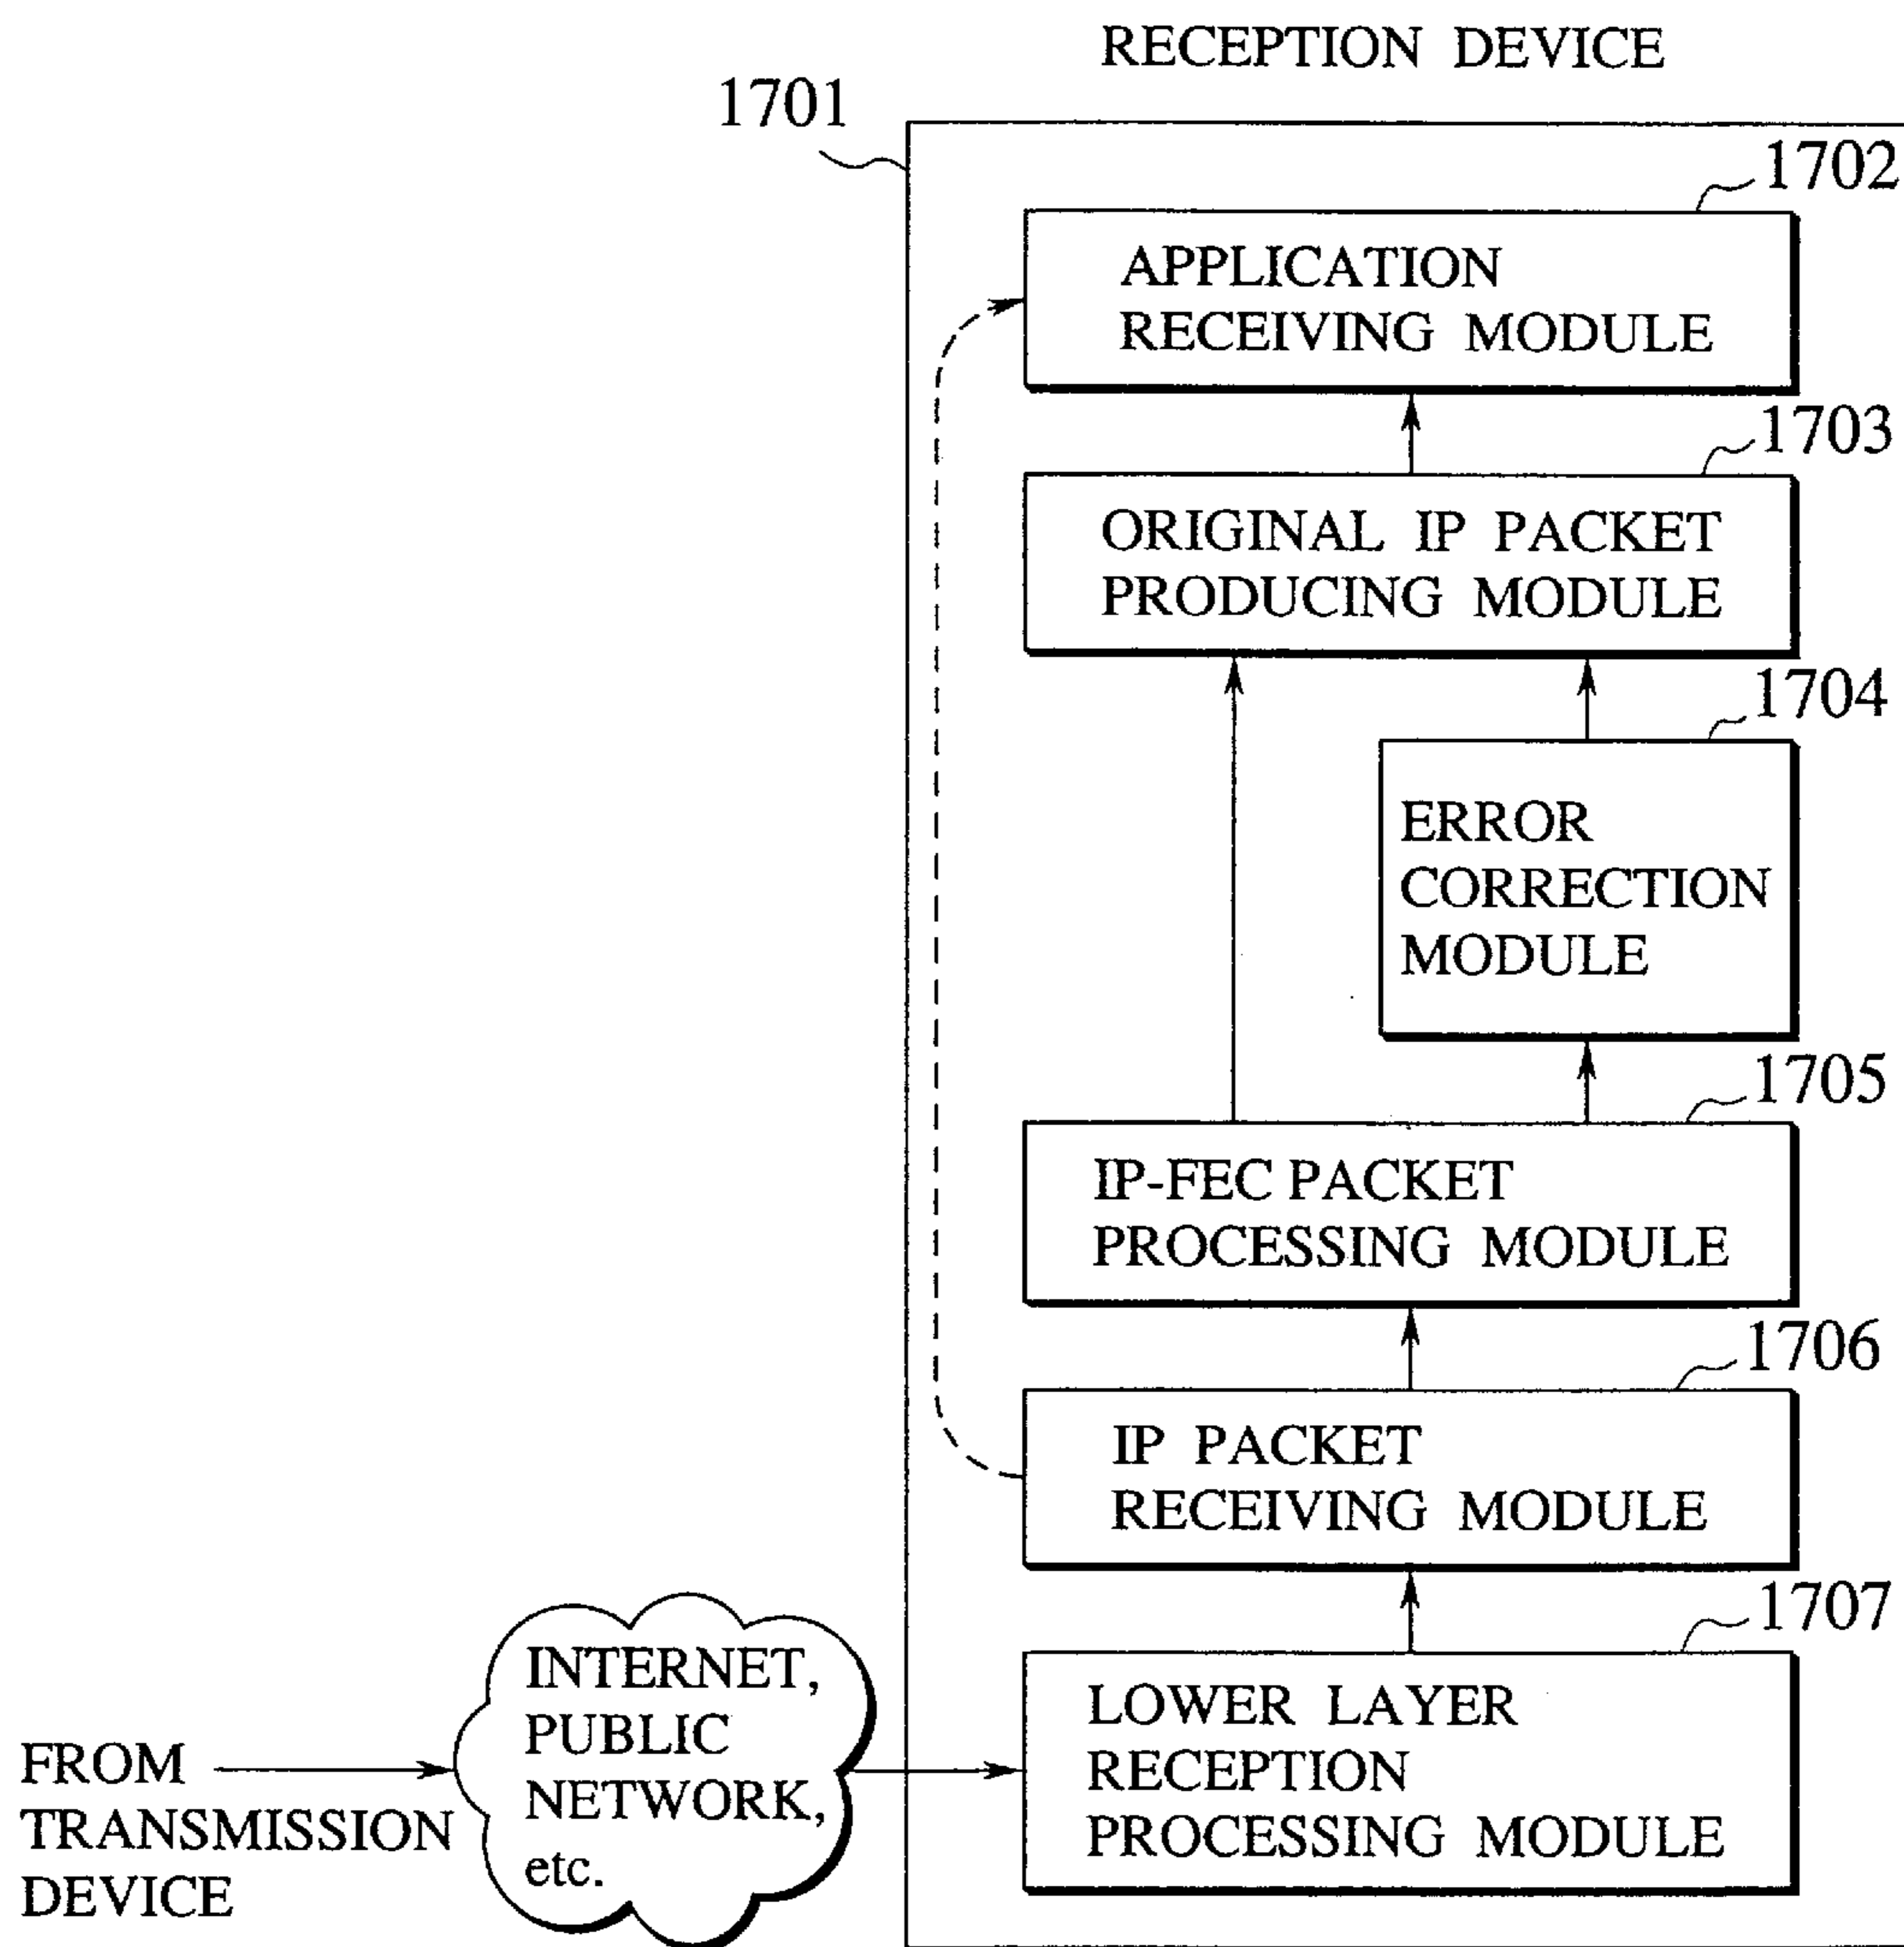 RECEPTION DEVICE
1701
1702
APPLICATION
RECEIVING MODULE
1703
ORIGINAL IP PACKET
PRODUCING MODULE
1704
ERROR
CORRECTION
MODULE
1705
IP-FEC PACKET
PROCESSING MODULE
1706
IP PACKET
RECEIVING MODULE
1707
LOWER LAYER
RECEPTION
PROCESSING MODULE
INTERNET,
PUBLIC
NETWORK,
etc.
FROM
TRANSMISSION
DEVICE